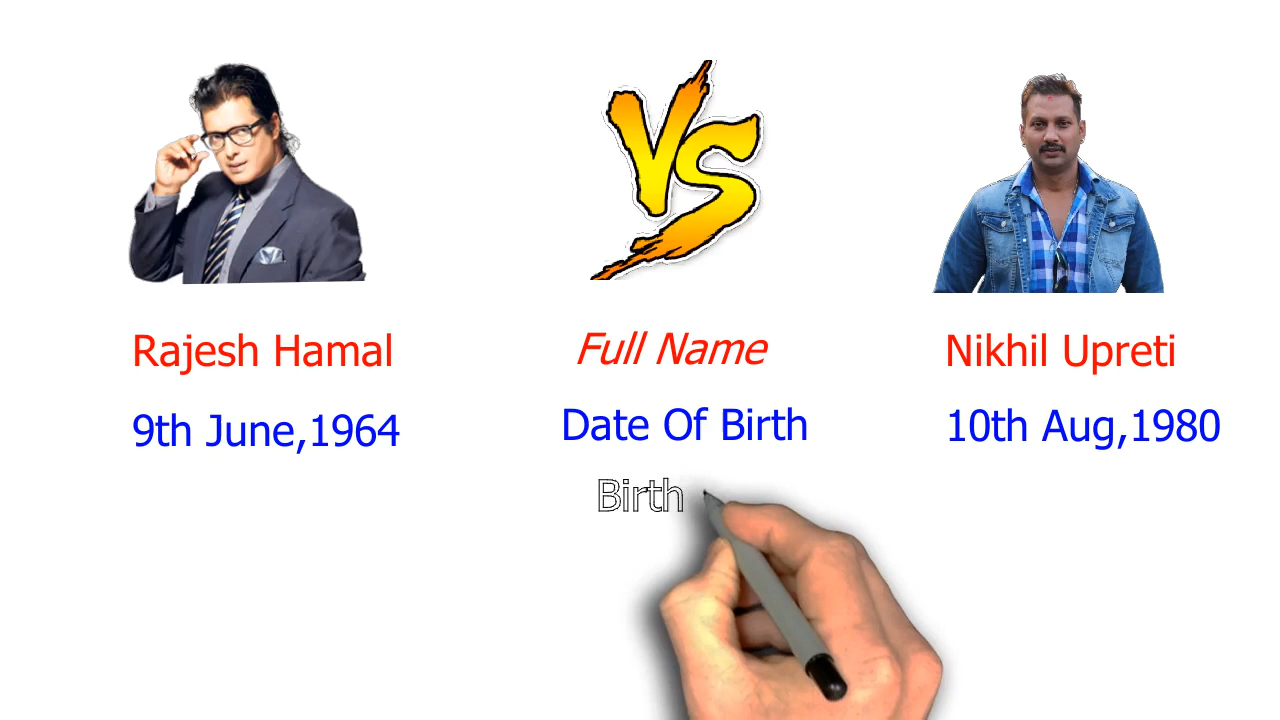 VS
Rajesh Hamal Full Name Nikhil Upreti
9th June,1964 Date Of Birth 10th Aug,1980
Birth